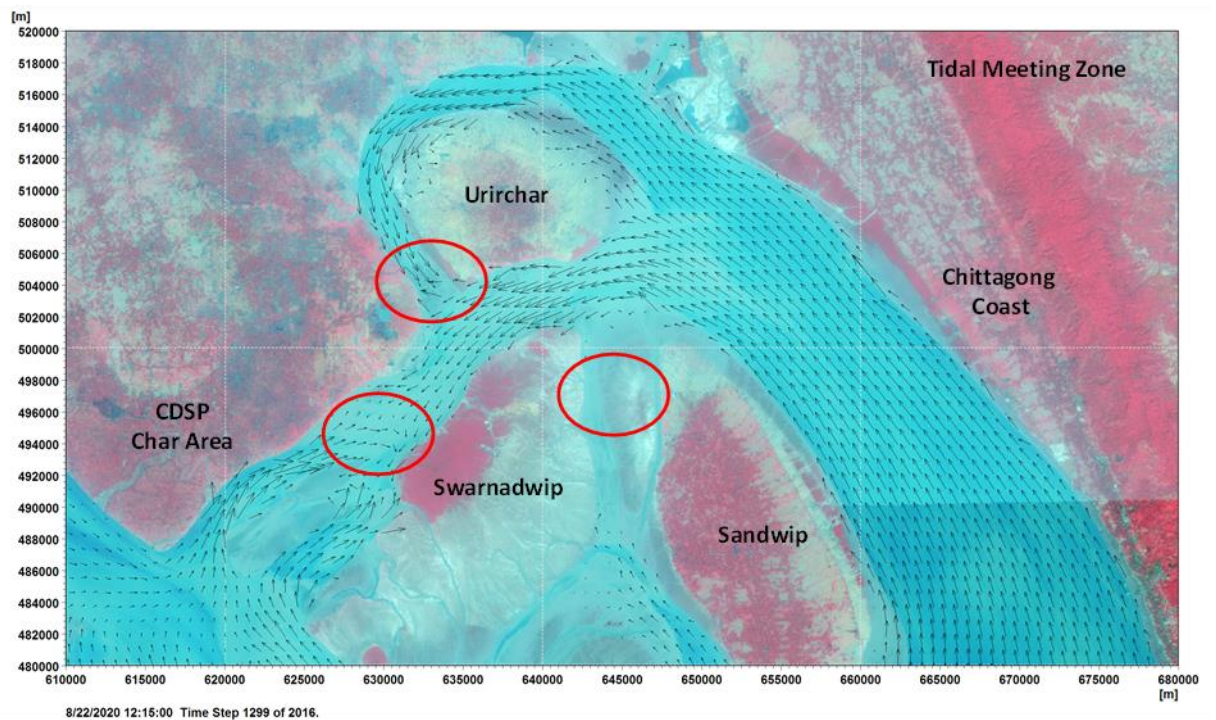 [m]
520000
518000
516000
514000
512000
510000
508000
506000
504000
502000
500000
498000
496000
494000
492000
490000
488000
486000
484000
482000
480000
Tidal Meeting Zone
Urirchar
Chittagong
Coast
CDSP
Char Area
Swarnadwip
Sandwip
610000 615000 620000 625000 630000 635000 640000 645000 650000 655000 660000 665000 670000 675000 680000
[m]
8/22/2020 12:15:00 Time Step 1299 of 2016.